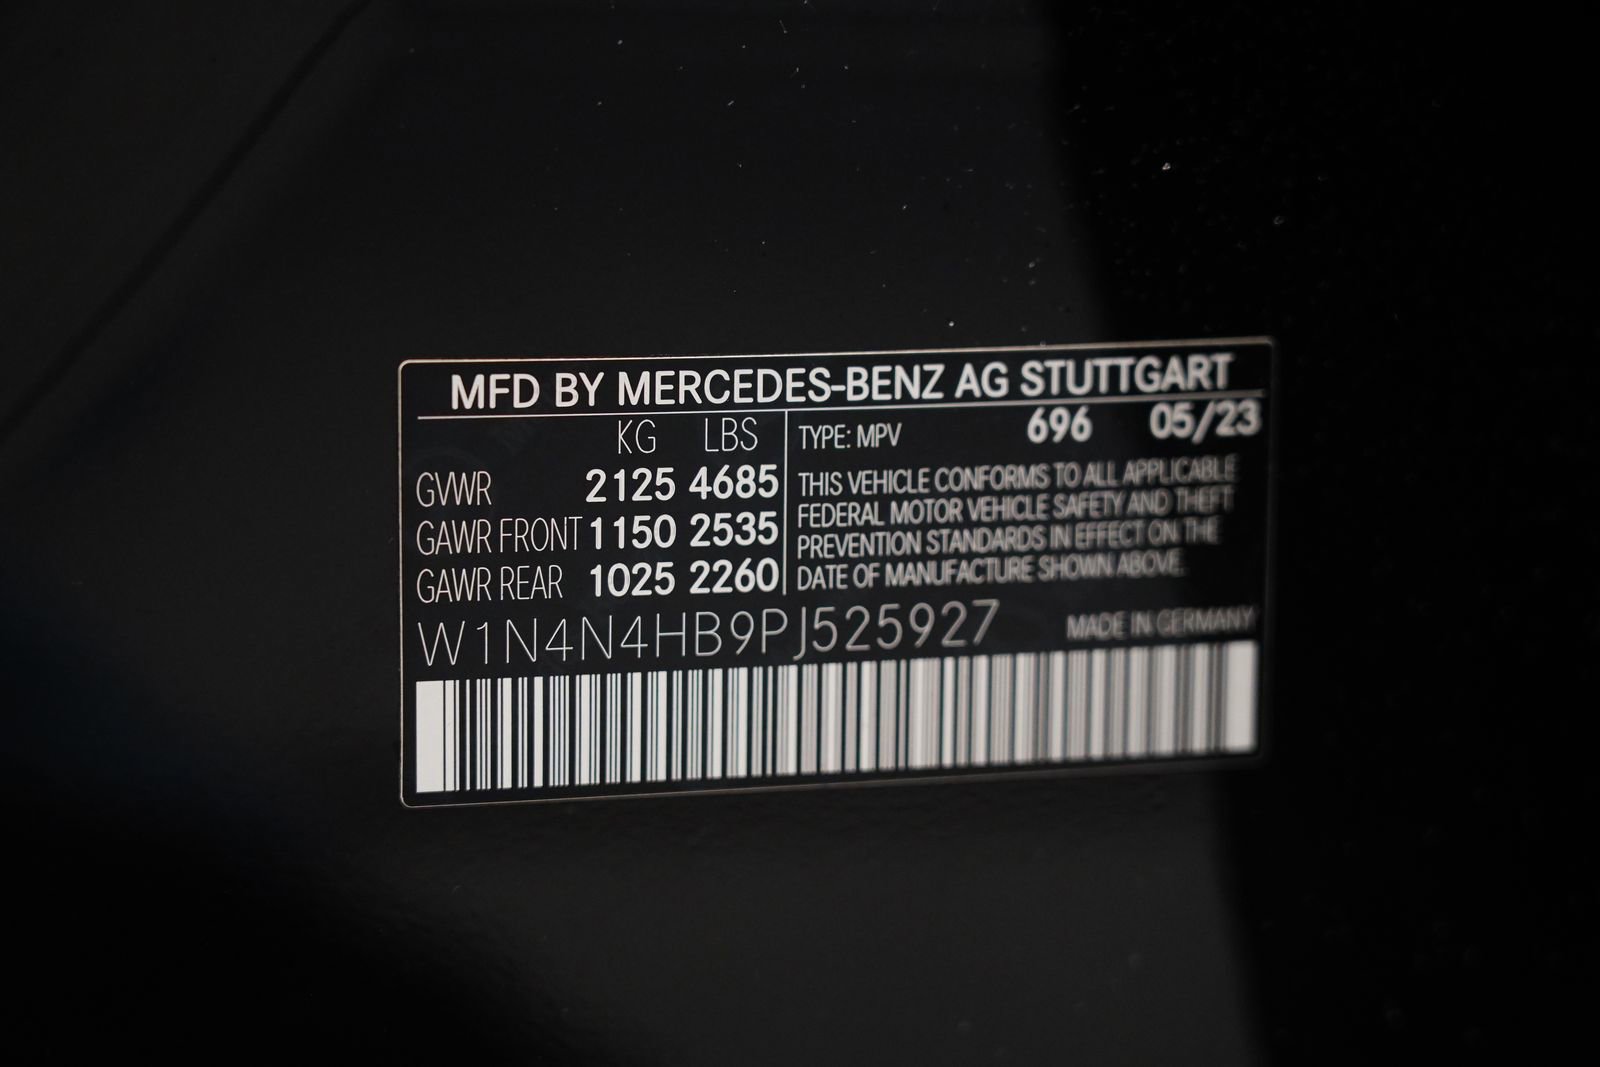 MFD BY MERCEDES-BENZ AG STUTTGART
KG LBS
GVWR 2125 4685
GAWR FRONT 1150 2535
GAWR REAR 1025 2260
TYPE: MPV 696 05/23
THIS VEHICLE CONFORMS TO ALL APPLICABLE
FEDERAL MOTOR VEHICLE SAFETY AND THEFT
PREVENTION STANDARDS IN EFFECT ON THE
DATE OF MANUFACTURE SHOWN ABOVE.
W1N4N4HB9PJ525927
MADE IN GERMANY